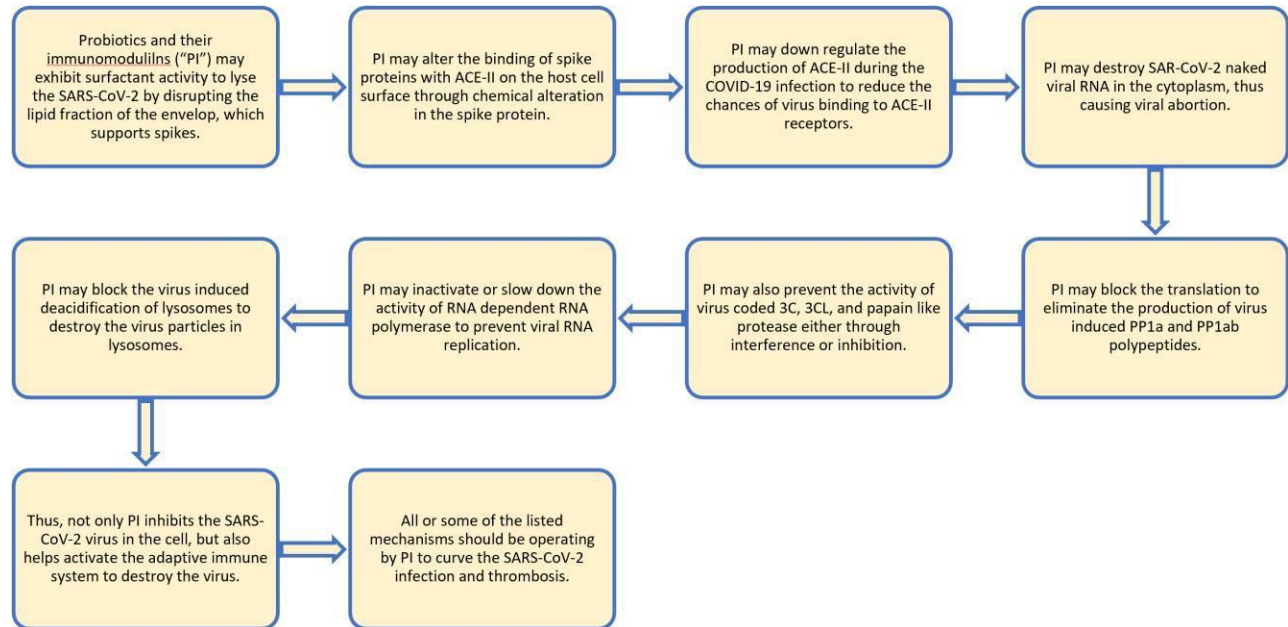 Probiotics and their
immunomodulilns (“PI”) may
exhibit surfactant activity to lyse
the SARS-CoV-2 by disrupting the
lipid fraction of the envelop, which
supports spikes.
PI may alter the binding of spike
proteins with ACE-II on the host cell
surface through chemical alteration
in the spike protein.
PI may down regulate the
production of ACE-II during the
COVID-19 infection to reduce the
chances of virus binding to ACE-II
receptors.
PI may destroy SAR-CoV-2 naked
viral RNA in the cytoplasm, thus
causing viral abortion.
PI may block the translation to
eliminate the production of virus
induced PP1a and PP1ab
polypeptides.
PI may also prevent the activity of
virus coded 3C, 3CL, and papain like
protease either through
interference or inhibition.
PI may inactivate or slow down the
activity of RNA dependent RNA
polymerase to prevent viral RNA
replication.
PI may block the virus induced
deacidification of lysosomes to
destroy the virus particles in
lysosomes.
Thus, not only PI inhibits the SARS-
CoV-2 virus in the cell, but also
helps activate the adaptive immune
system to destroy the virus.
All or some of the listed
mechanisms should be operating
by PI to curve the SARS-CoV-2
infection and thrombosis.